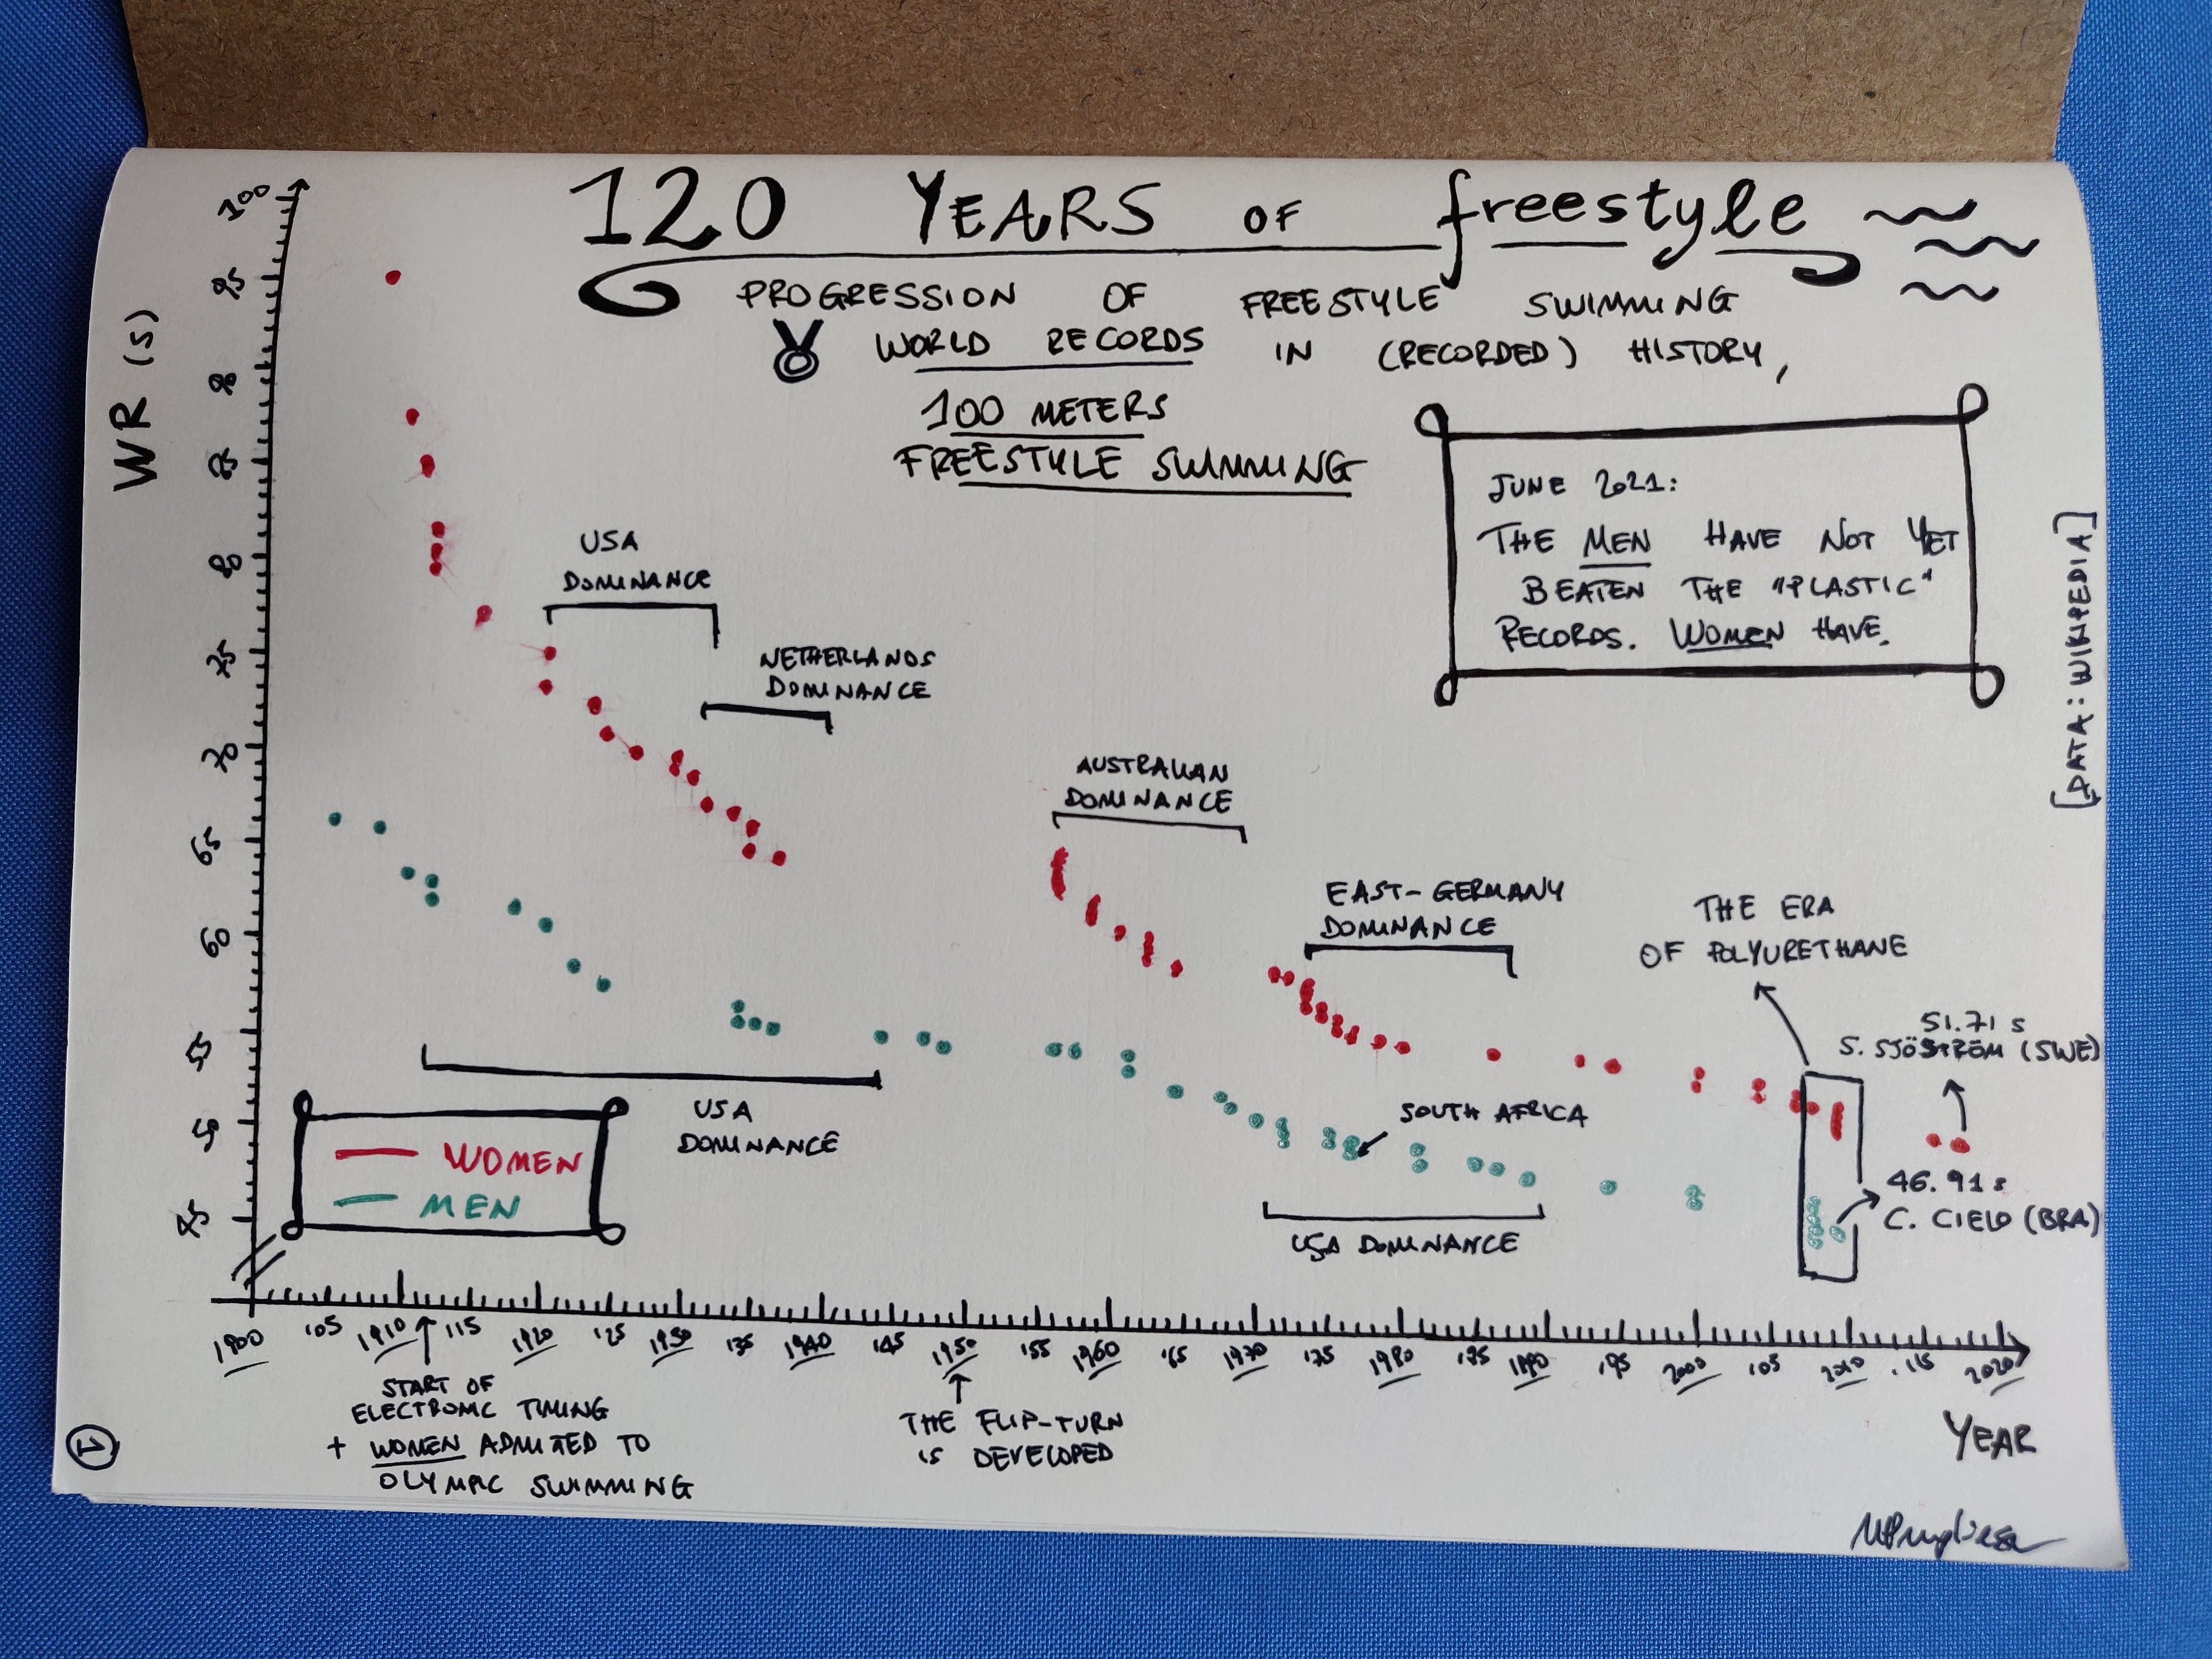 120 YEARS OF freestyle
PROGRESSION OF FREESTYLE SWIMMING
WORLD RECORDS IN (RECORDED) HISTORY,
100 METERS
FREESTYLE SWIMMING
JUNE 2021:
THE MEN HAVE NOT YET
BEATEN THE "PLASTIC"
RECORDS. WOMEN HAVE.
[DATA: WIKIPEDIA]
WR (s)
100
95
90
85
80
75
70
65
60
55
50
45
USA
DOMINANCE
NETHERLANDS
DOMINANCE
AUSTRALIAN
DOMINANCE
EAST-GERMANY
DOMINANCE
THE ERA
OF POLYURETHANE
51.71 s
S. SJÖSTRÖM (SWE)
46.91 s
C. CIELO (BRA)
SOUTH AFRICA
USA
DOMINANCE
USA DOMINANCE
WOMEN
MEN
1900 '05 1910 '15 1920 '25 1930 '35 1940 '45 1950 '55 1960 '65 1970 '75 1980 '85 1990 '95 2000 '05 2010 '15 2020
YEAR
START OF
ELECTRONIC TIMING
+ WOMEN ADMITTED TO
OLYMPIC SWIMMING
THE FLIP-TURN
IS DEVELOPED
1